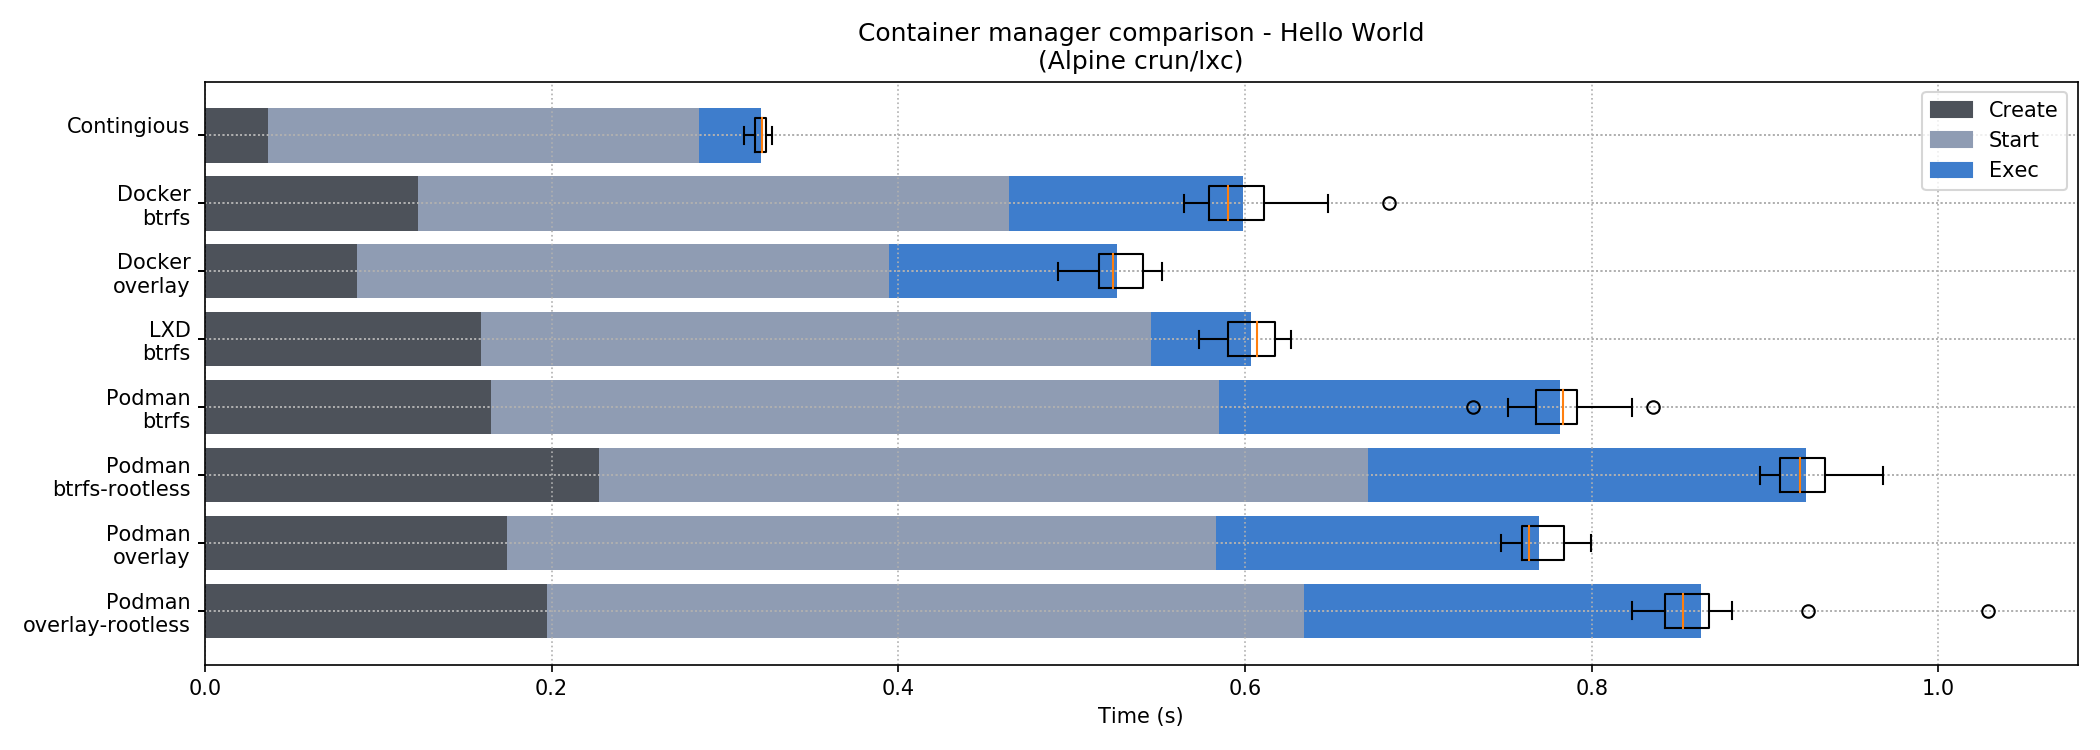 Container manager comparison - Hello World
(Alpine crun/lxc)
Create
Start
Exec
Contingious
Docker
btrfs
Docker
overlay
LXD
btrfs
Podman
btrfs
Podman
btrfs-rootless
Podman
overlay
Podman
overlay-rootless
0.0 0.2 0.4 0.6 0.8 1.0
Time (s)